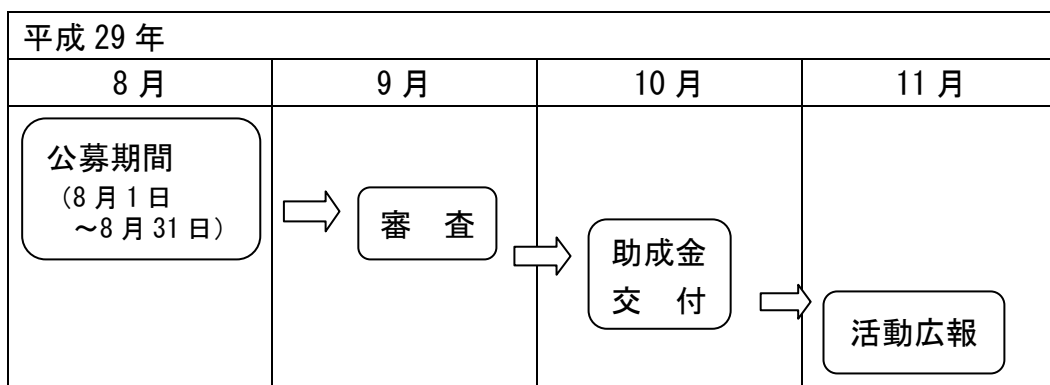 平成 29 年
8 月
9 月
10 月
11 月
公募期間
(8 月 1 日
～8 月 31 日)
審 査
助成金
交 付
活動広報